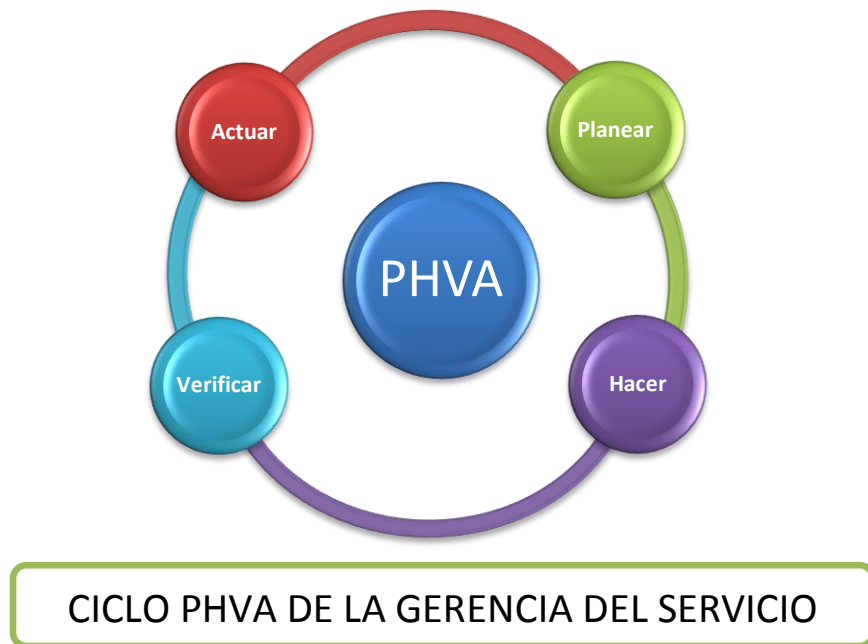 Actuar
Planear
PHVA
Verificar
Hacer
CICLO PHVA DE LA GERENCIA DEL SERVICIO